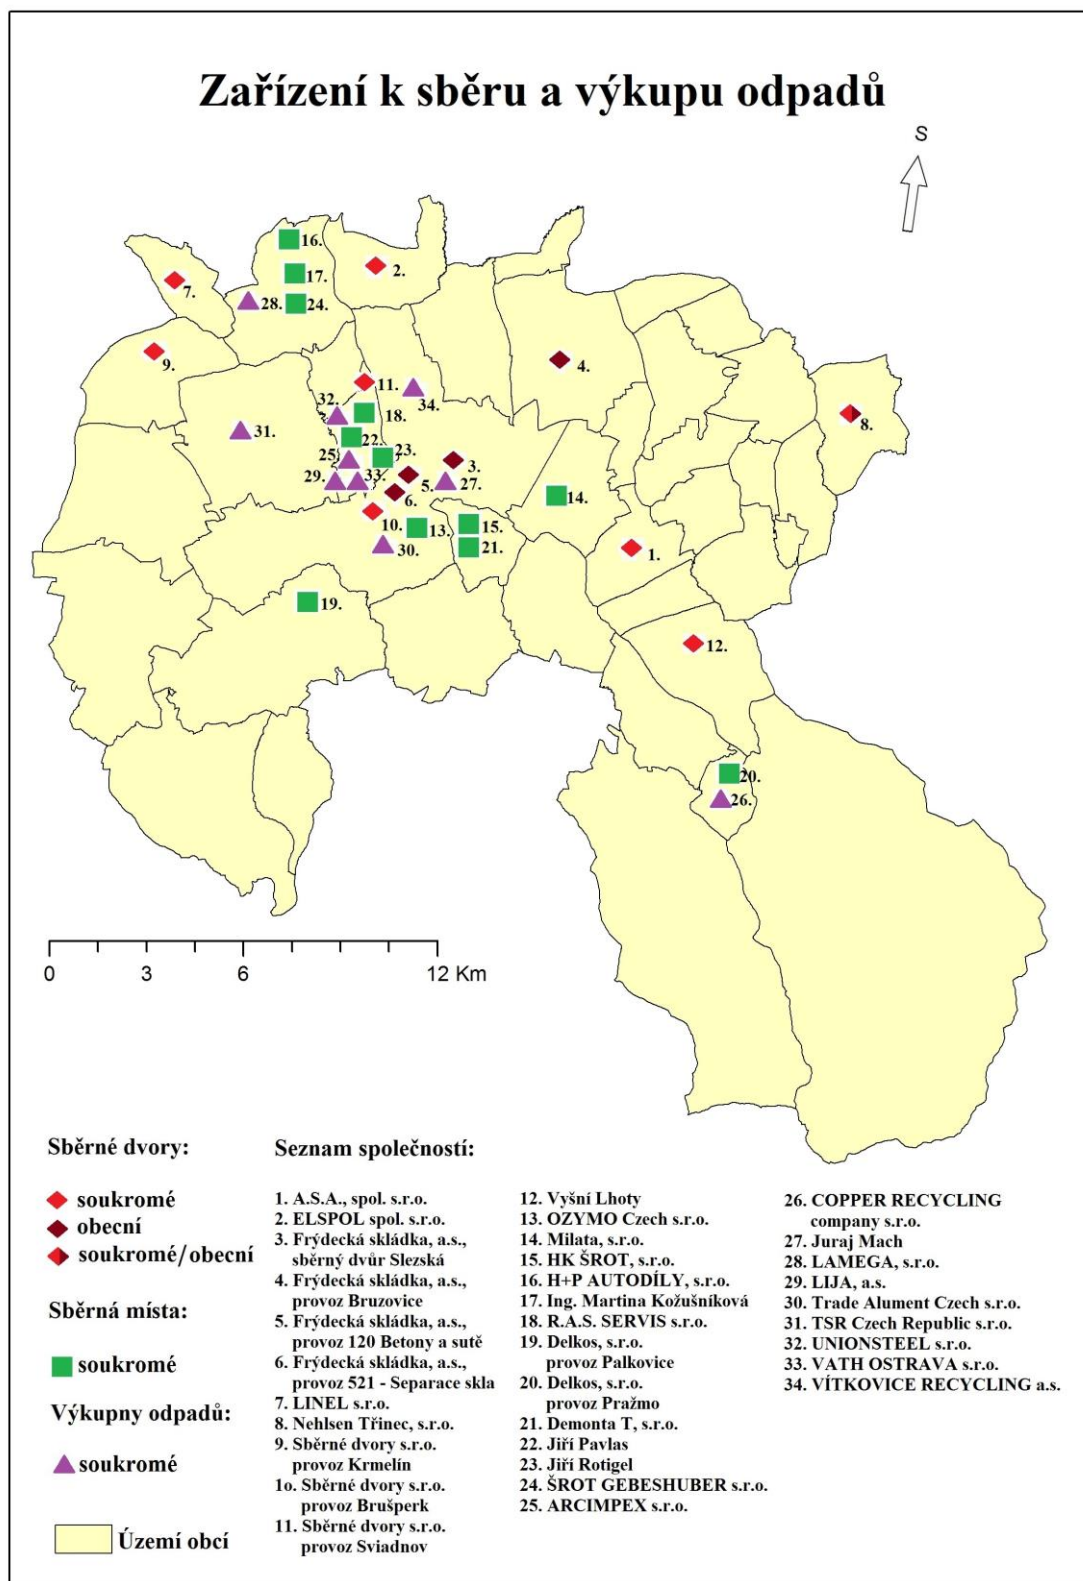 Zařízení k sběru a výkupu odpadů
S
16.
2.
17.
7.
28.
24.
9.
4.
11.
34.
32.
18.
8.
31.
22.
23.
25.
3.
29.
33.
5.
27.
6.
14.
10.
13.
15.
30.
21.
1.
19.
12.
20.
26.
0 3 6 12 Km
Sběrné dvory:
soukromé
obecní
soukromé/obecní
Sběrná místa:
soukromé
Výkupny odpadů:
soukromé
Území obcí
Seznam společností:
1. A.S.A., spol. s.r.o.
2. ELSPOL spol. s.r.o.
3. Frýdecká skládka, a.s.,
sběrný dvůr Slezská
4. Frýdecká skládka, a.s.,
provoz Bruzovice
5. Frýdecká skládka, a.s.,
provoz 120 Betony a sutě
6. Frýdecká skládka, a.s.,
provoz 521 - Separace skla
7. LINEL s.r.o.
8. Nehlsen Třinec, s.r.o.
9. Sběrné dvory s.r.o.
provoz Krmelín
1o. Sběrné dvory s.r.o.
provoz Brušperk
11. Sběrné dvory s.r.o.
provoz Sviadnov
12. Vyšní Lhoty
13. OZYMO Czech s.r.o.
14. Milata, s.r.o.
15. HK ŠROT, s.r.o.
16. H+P AUTODÍLY, s.r.o.
17. Ing. Martina Kožušníková
18. R.A.S. SERVIS s.r.o.
19. Delkos, s.r.o.
provoz Palkovice
20. Delkos, s.r.o.
provoz Pražmo
21. Demonta T, s.r.o.
22. Jiří Pavlas
23. Jiří Rotigel
24. ŠROT GEBESHUBER s.r.o.
25. ARCIMPEX s.r.o.
26. COPPER RECYCLING
company s.r.o.
27. Juraj Mach
28. LAMEGA, s.r.o.
29. LIJA, a.s.
30. Trade Alument Czech s.r.o.
31. TSR Czech Republic s.r.o.
32. UNIONSTEEL s.r.o.
33. VATH OSTRAVA s.r.o.
34. VÍTKOVICE RECYCLING a.s.